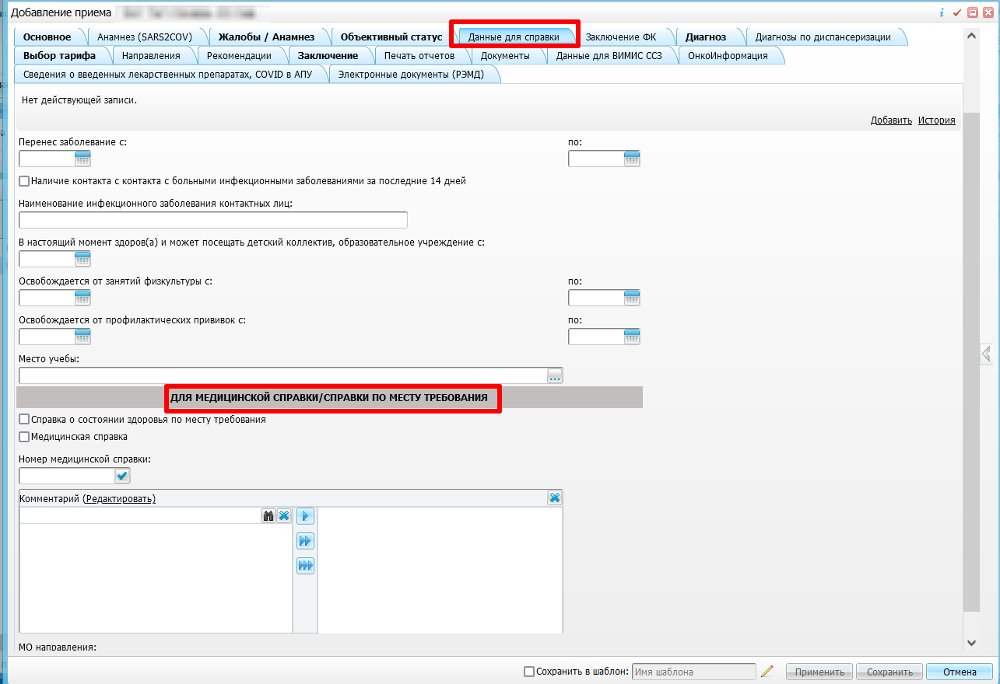 Добавление приема
Основное Анамнез (SARS2COV) Жалобы / Анамнез Объективный статус Данные для справки Заключение ФК Диагноз Диагнозы по диспансеризации
Выбор тарифа Направления Рекомендации Заключение Печать отчетов Документы Данные для ВИМИС ССЗ ОнкоИнформация
Сведения о введенных лекарственных препаратах, COVID в АПУ Электронные документы (РЭМД)
Нет действующей записи.
Добавить История
Перенес заболевание с: по:
Наличие контакта с контакта с больными инфекционными заболеваниями за последние 14 дней
Наименование инфекционного заболевания контактных лиц:
В настоящий момент здоров(а) и может посещать детский коллектив, образовательное учреждение с:
Освобождается от занятий физкультуры с: по:
Освобождается от профилактических прививок с: по:
Место учебы:
ДЛЯ МЕДИЦИНСКОЙ СПРАВКИ/СПРАВКИ ПО МЕСТУ ТРЕБОВАНИЯ
Справка о состоянии здоровья по месту требования
Медицинская справка
Номер медицинской справки:
Комментарий (Редактировать)
МО направления:
Сохранить в шаблон: Имя шаблона Применить Сохранить Отмена